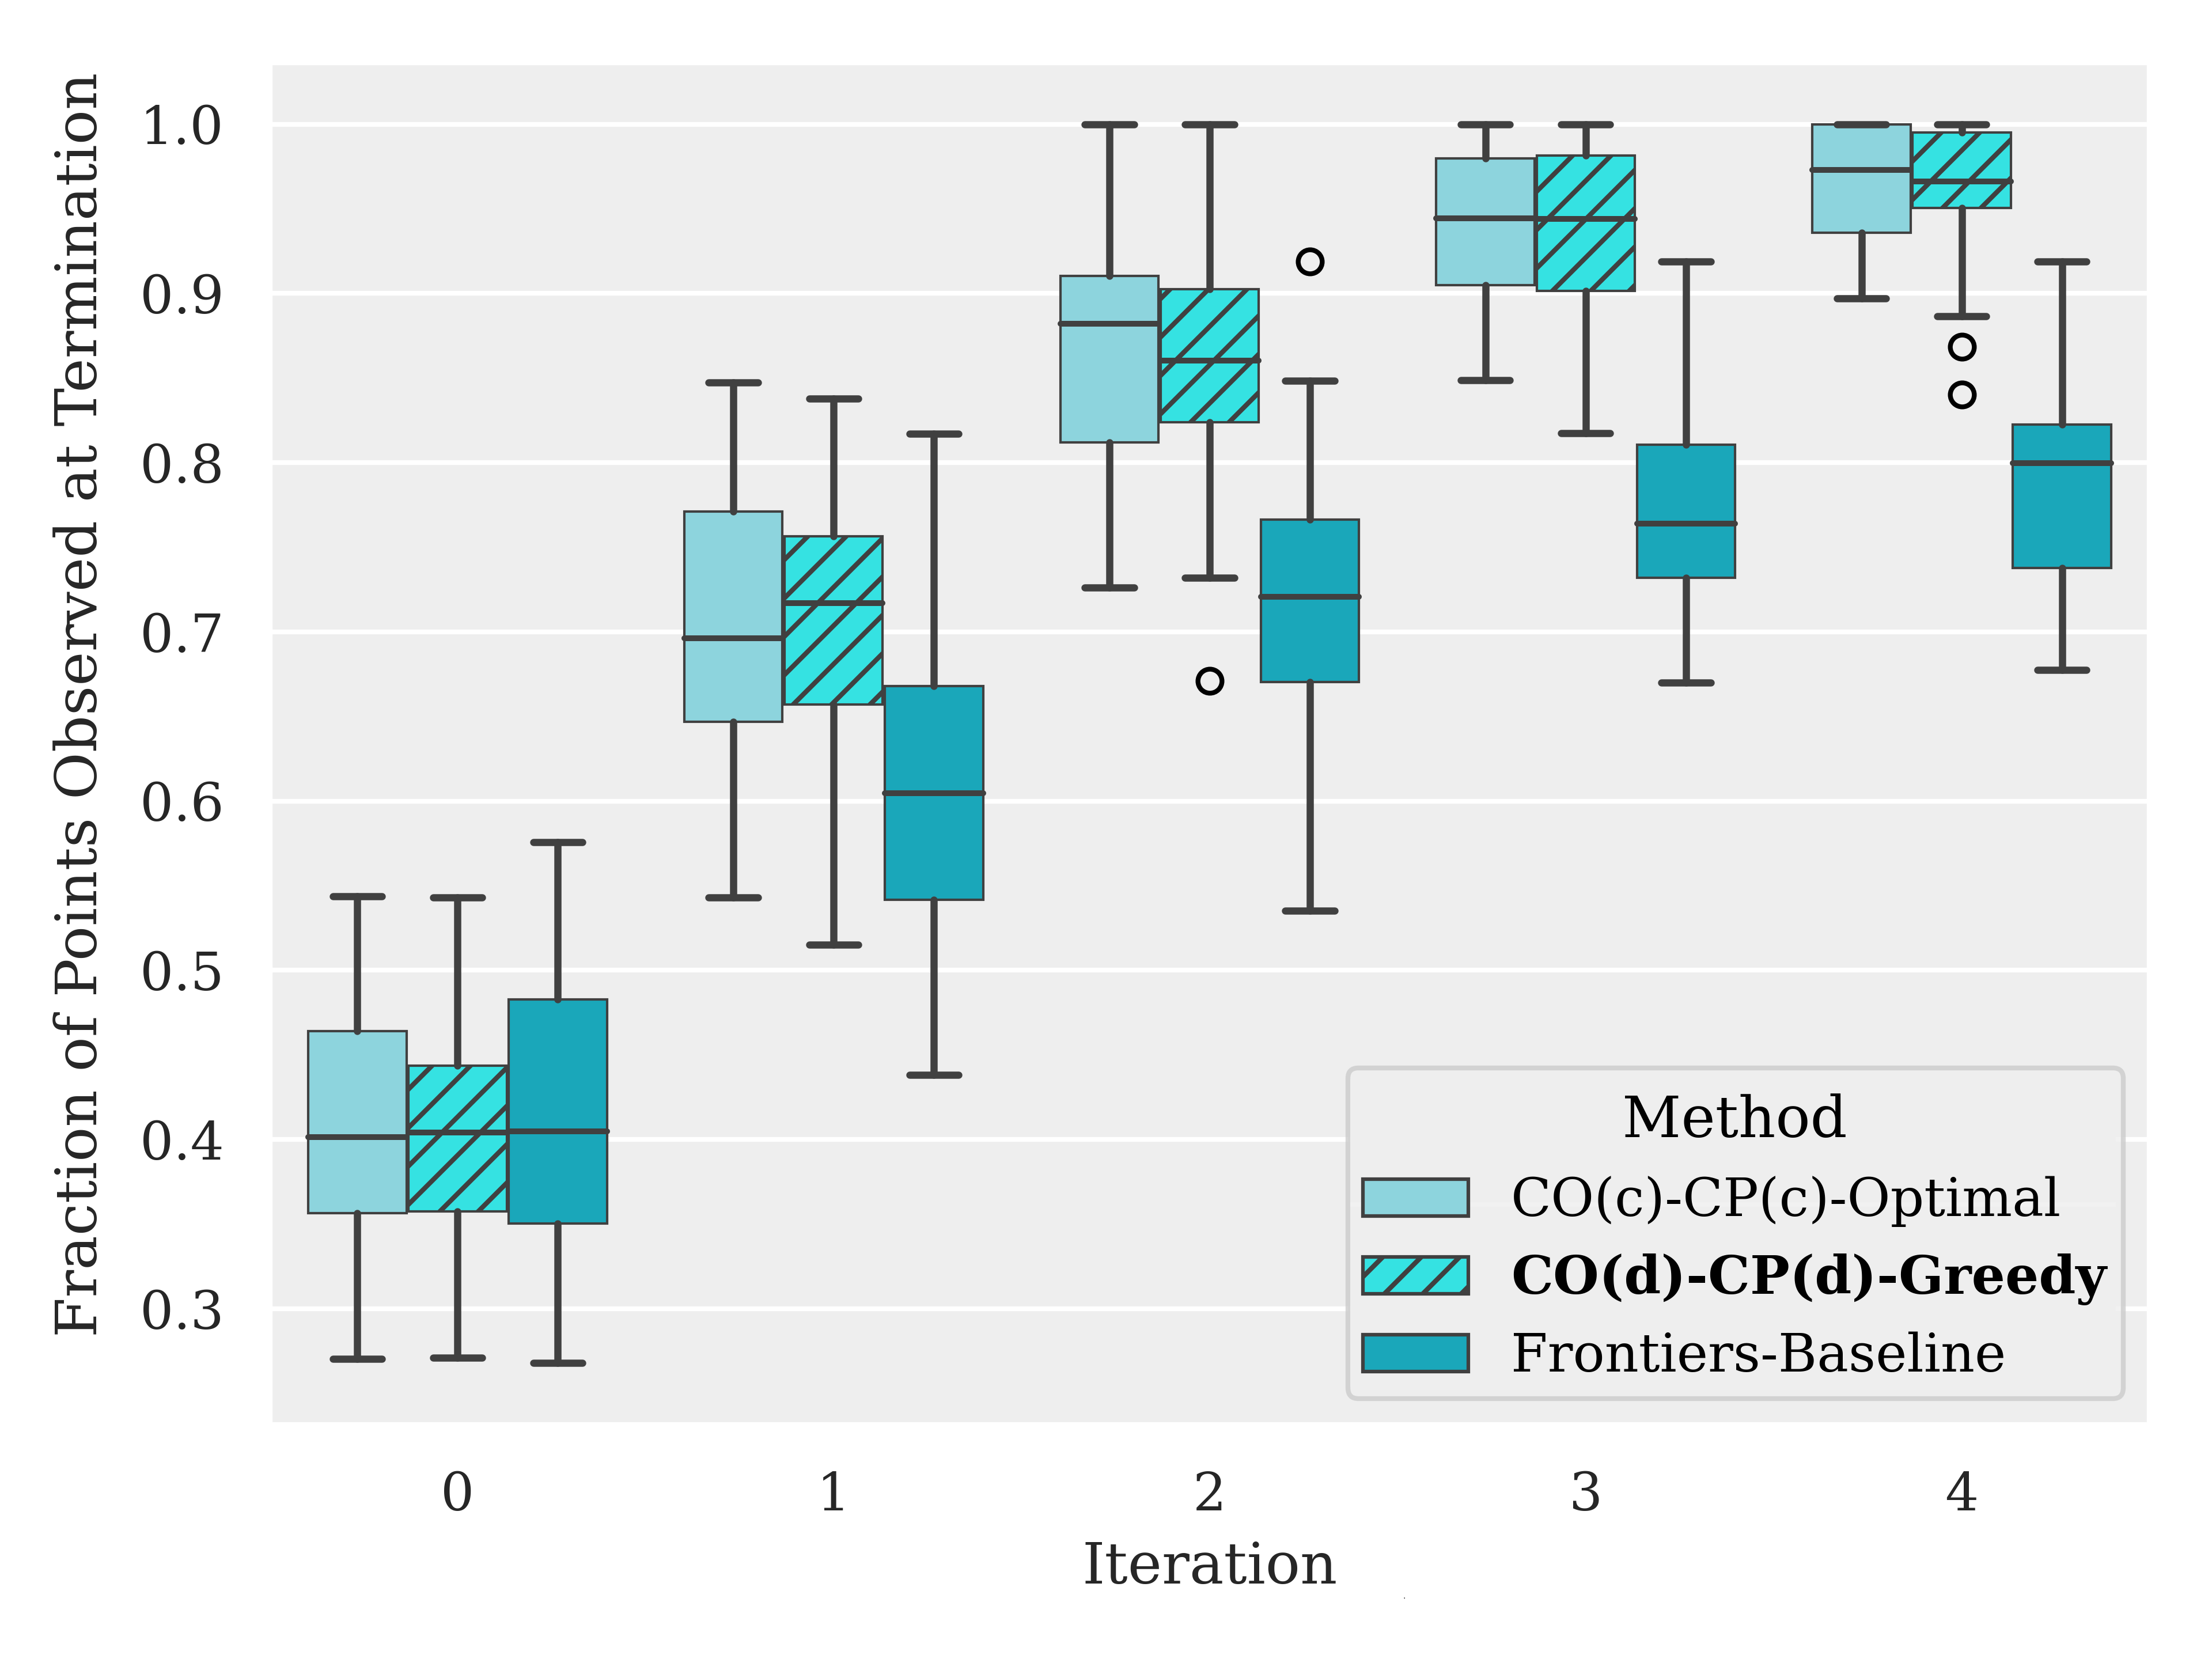 Fraction of Points Observed at Termination
1.0
0.9
0.8
0.7
0.6
0.5
0.4
0.3
0 1 2 3 4
Iteration
Method
CO(c)-CP(c)-Optimal
CO(d)-CP(d)-Greedy
Frontiers-Baseline